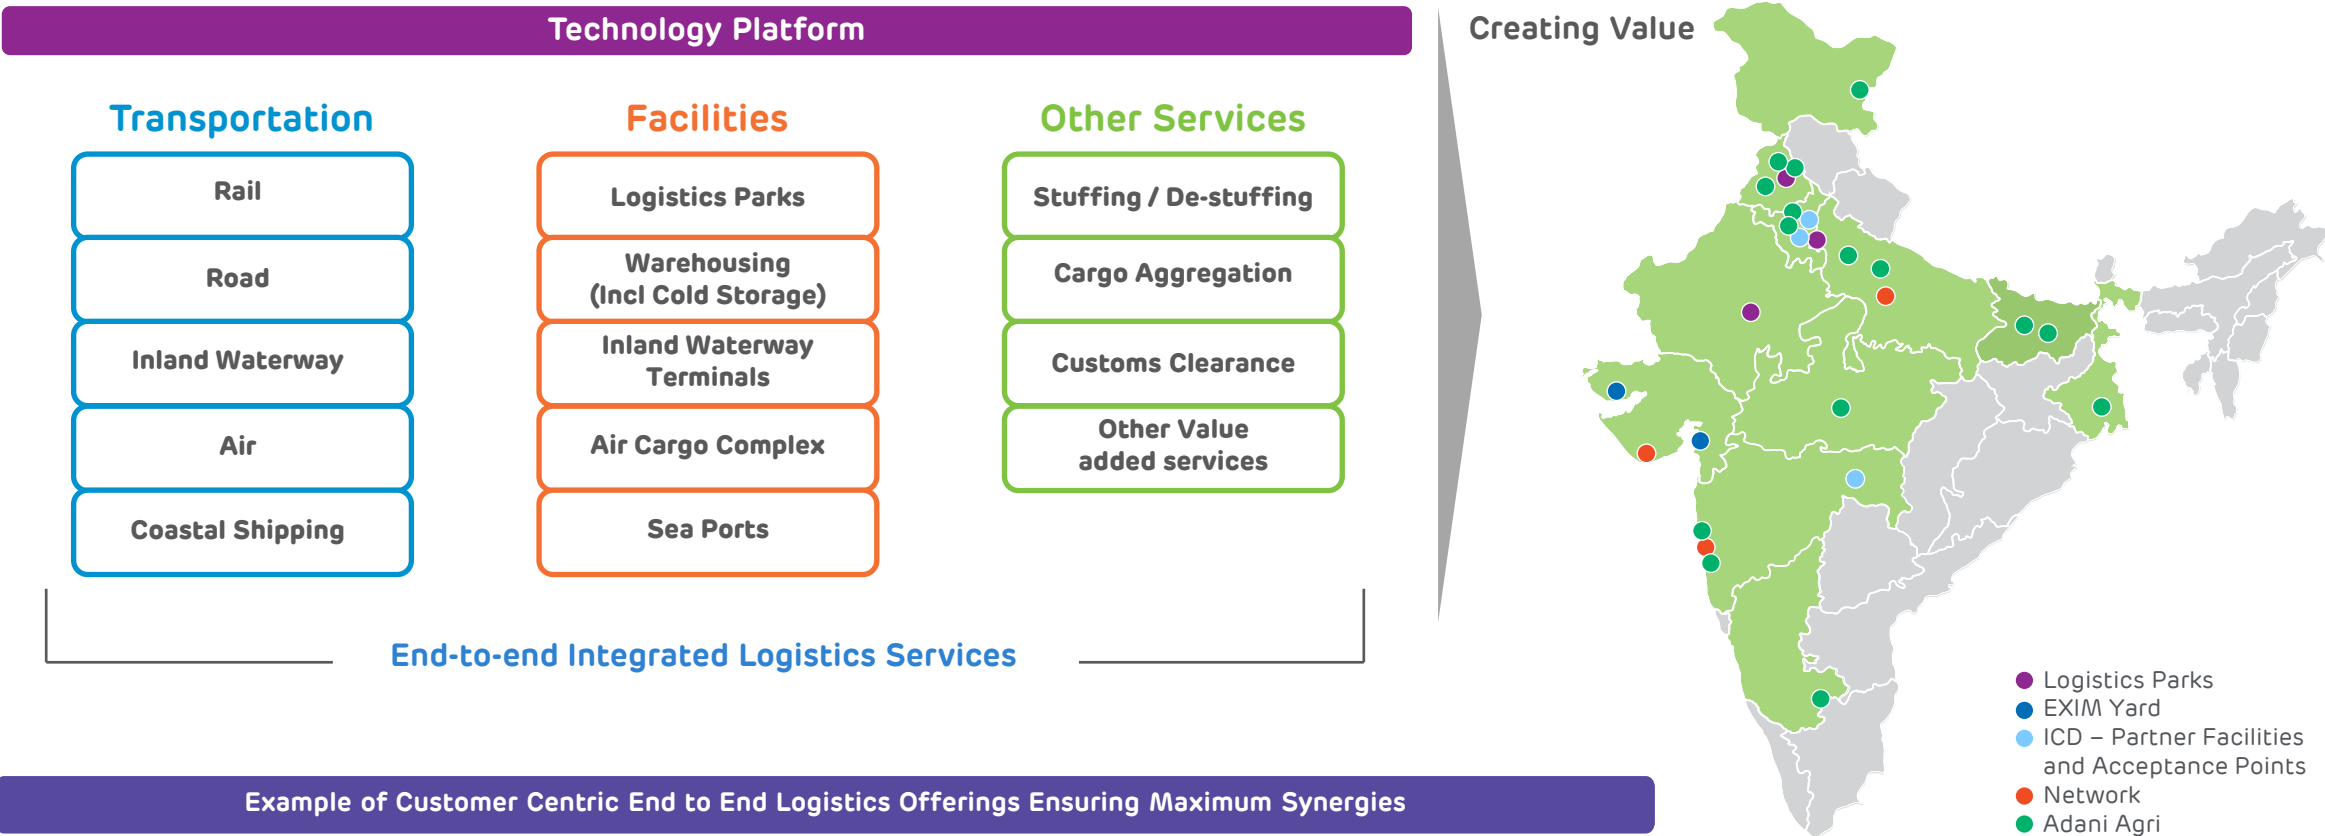 Technology Platform
Transportation
Rail
Road
Inland Waterway
Air
Coastal Shipping
Facilities
Logistics Parks
Warehousing
(Incl Cold Storage)
Inland Waterway
Terminals
Air Cargo Complex
Sea Ports
Other Services
Stuffing / De-stuffing
Cargo Aggregation
Customs Clearance
Other Value
added services
End-to-end Integrated Logistics Services
Example of Customer Centric End to End Logistics Offerings Ensuring Maximum Synergies
Creating Value
Logistics Parks
EXIM Yard
ICD – Partner Facilities
and Acceptance Points
Network
Adani Agri